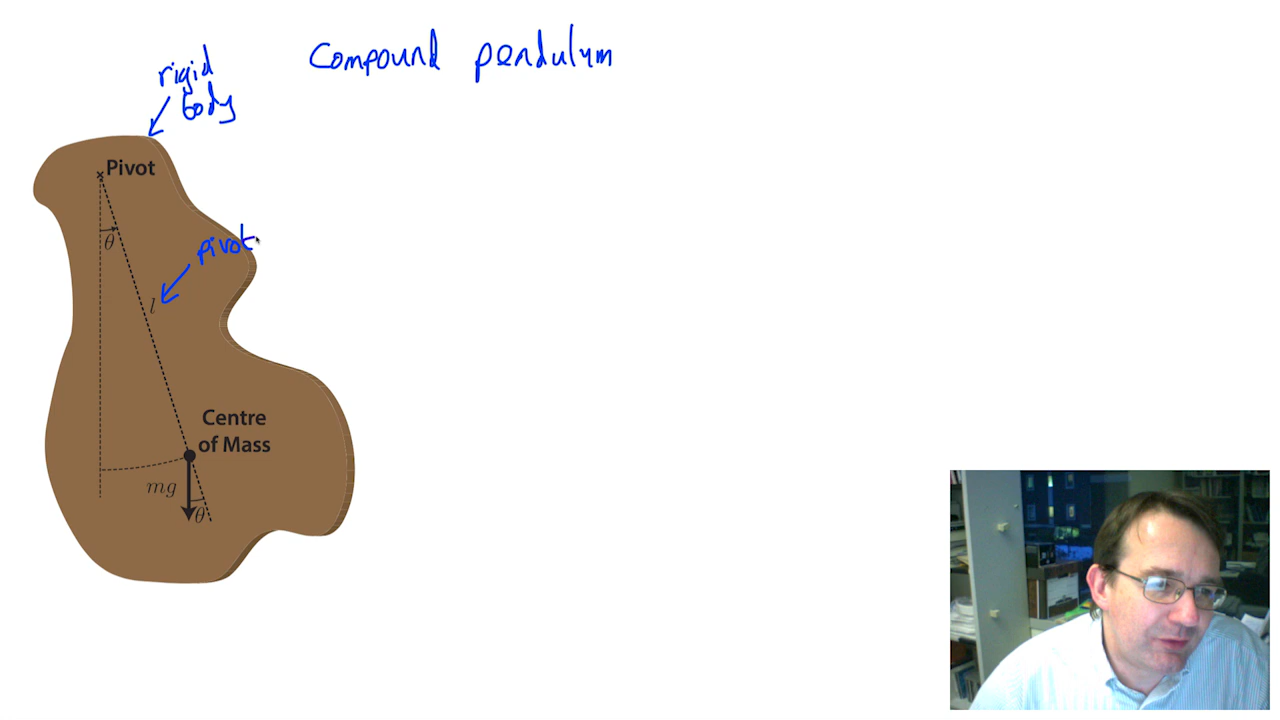 Compound pendulum
rigid
body
Pivot
θ
pivot
l
Centre
of Mass
mg
θ